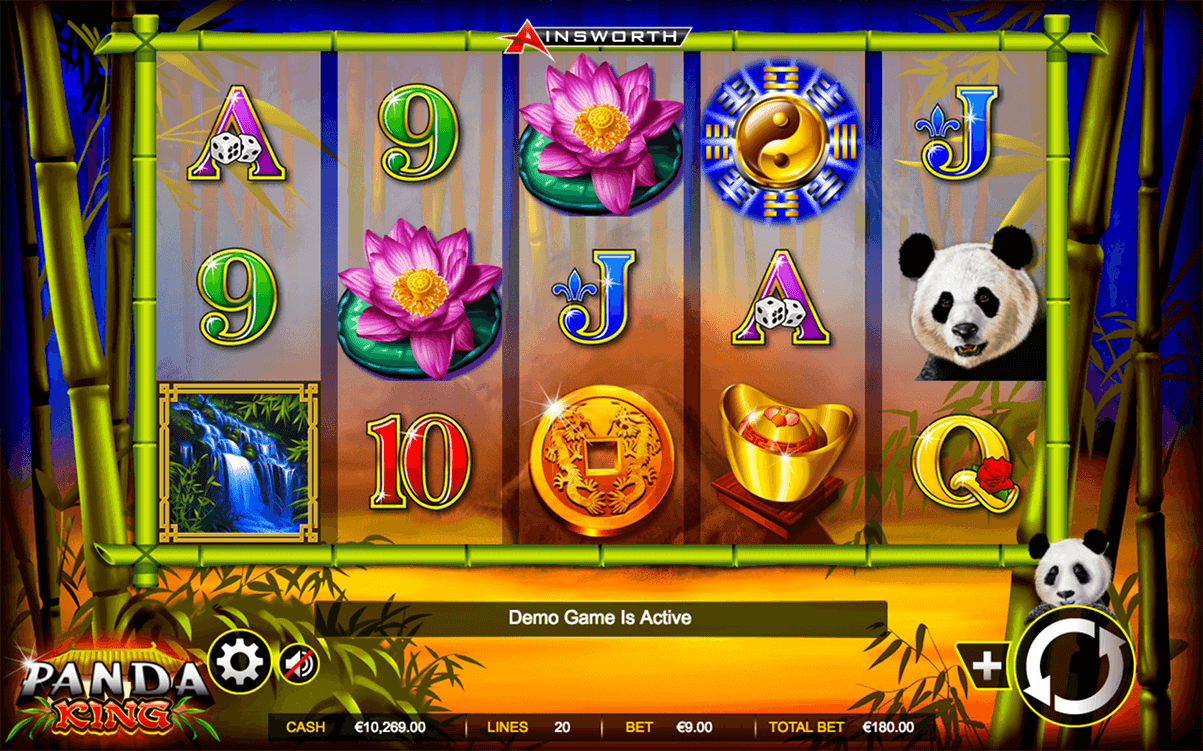 AINSWORTH
A 9 J
9 J A
10 Q
Demo Game Is Active
PANDA
KING
CASH €10,269.00 LINES 20 BET €9.00 TOTAL BET €180.00